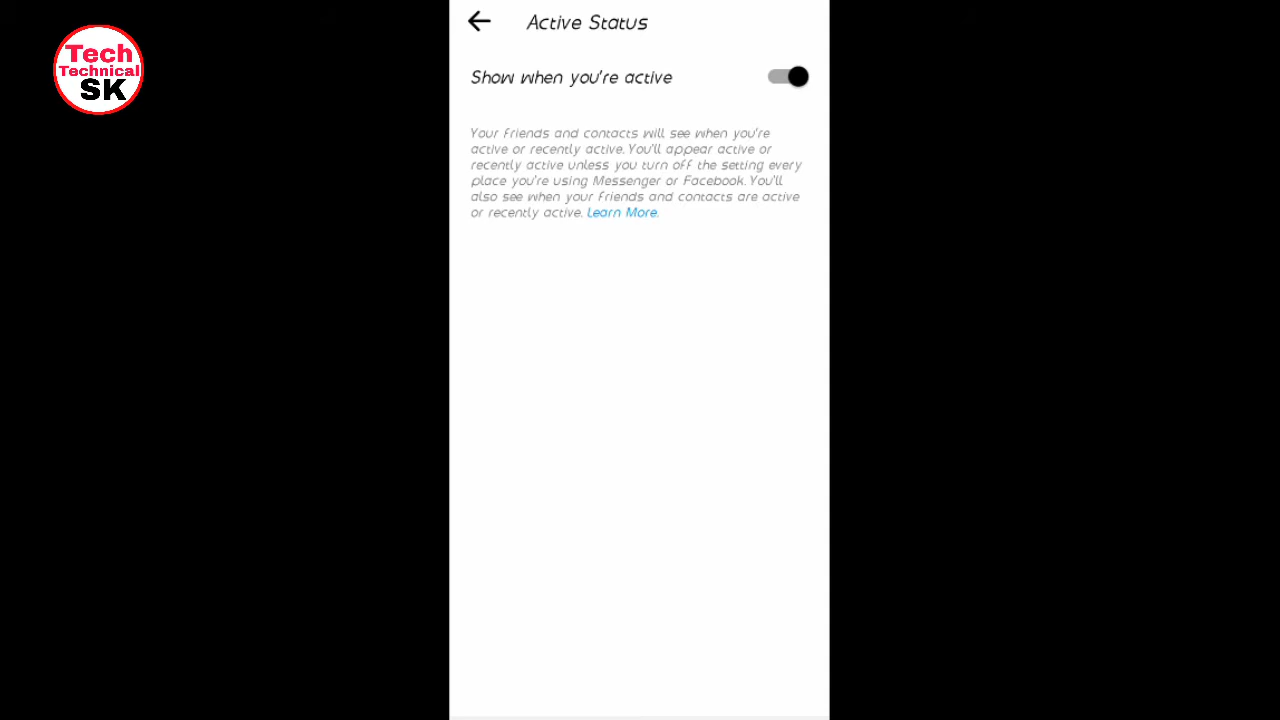 Tech
Technical
SK
Active Status
Show when you're active
Your friends and contacts will see when you're
active or recently active. You'll appear active or
recently active unless you turn off the setting every
place you're using Messenger or Facebook. You'll
also see when your friends and contacts are active
or recently active. Learn More.